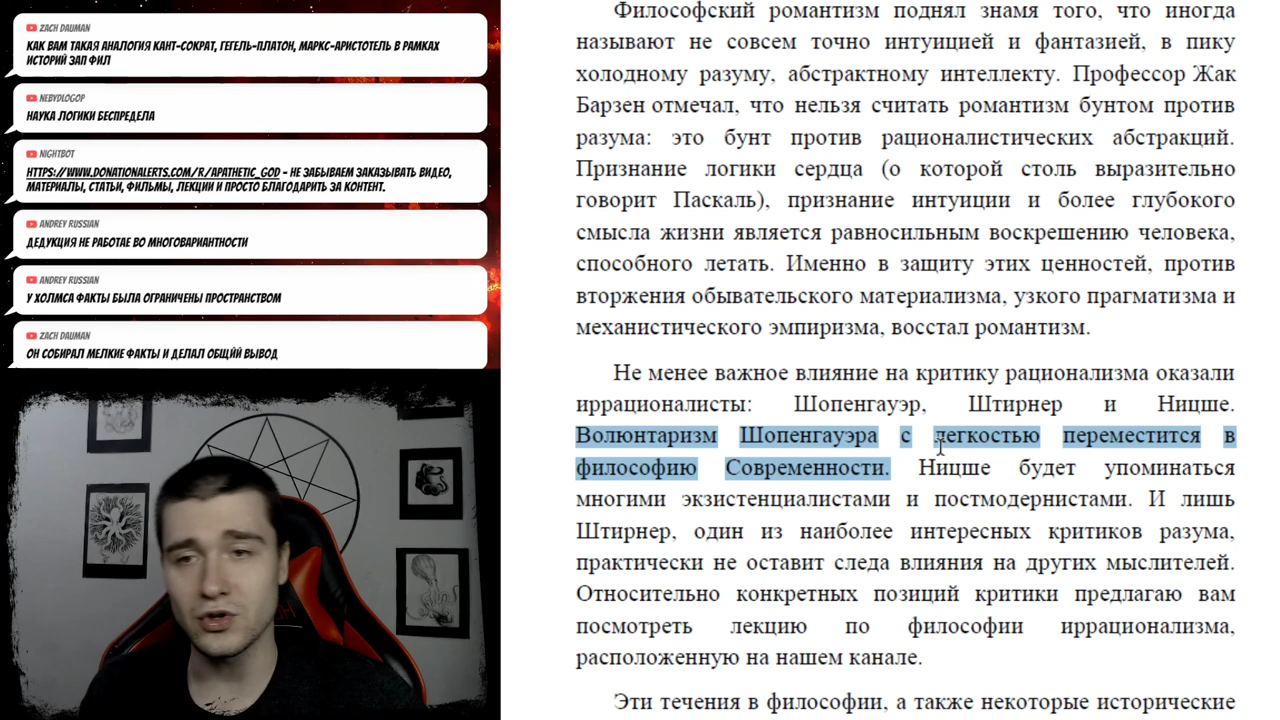 ZACH DAUMAN
КАК ВАМ ТАКАЯ АНАЛОГИЯ КАНТ-СОКРАТ, ГЕГЕЛЬ-ПЛАТОН, МАРКС-АРИСТОТЕЛЬ В РАМКАХ
ИСТОРИЙ ЗАП ФИЛ
NEBYDLOGOP
НАУКА ЛОГИКИ БЕСПРЕДЕЛА
NIGHTBOT
HTTPS://WWW.DONATIONALERTS.COM/R/APATHETIC_GOD - НЕ ЗАБЫВАЕМ ЗАКАЗЫВАТЬ ВИДЕО,
МАТЕРИАЛЫ, СТАТЬИ, ФИЛЬМЫ, ЛЕКЦИИ И ПРОСТО БЛАГОДАРИТЬ ЗА КОНТЕНТ.
ANDREY RUSSIAN
ДЕДУКЦИЯ НЕ РАБОТАЕ ВО МНОГОВАРИАНТНОСТИ
ANDREY RUSSIAN
У ХОЛМСА ФАКТЫ БЫЛА ОГРАНИЧЕНЫ ПРОСТРАНСТВОМ
ZACH DAUMAN
ОН СОБИРАЛ МЕЛКИЕ ФАКТЫ И ДЕЛАЛ ОБЩЙЙ ВЫВОД
Философский романтизм поднял знамя того, что иногда
называют не совсем точно интуицией и фантазией, в пику
холодному разуму, абстрактному интеллекту. Профессор Жак
Барзен отмечал, что нельзя считать романтизм бунтом против
разума: это бунт против рационалистических абстракций.
Признание логики сердца (о которой столь выразительно
говорит Паскаль), признание интуиции и более глубокого
смысла жизни является равносильным воскрешению человека,
способного летать. Именно в защиту этих ценностей, против
вторжения обывательского материализма, узкого прагматизма и
механистического эмпиризма, восстал романтизм.
Не менее важное влияние на критику рационализма оказали
иррационалисты: Шопенгауэр, Штирнер и Ницше.
Волюнтаризм Шопенгауэра с легкостью переместится в
философию Современности. Ницше будет упоминаться
многими экзистенциалистами и постмодернистами. И лишь
Штирнер, один из наиболее интересных критиков разума,
практически не оставит следа влияния на других мыслителей.
Относительно конкретных позиций критики предлагаю вам
посмотреть лекцию по философии иррационализма,
расположенную на нашем канале.
Эти течения в философии, а также некоторые исторические